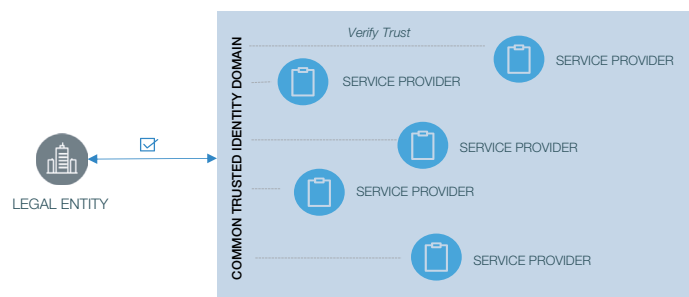 Verify Trust
SERVICE PROVIDER
SERVICE PROVIDER
COMMON TRUSTED IDENTITY DOMAIN
SERVICE PROVIDER
SERVICE PROVIDER
LEGAL ENTITY
SERVICE PROVIDER